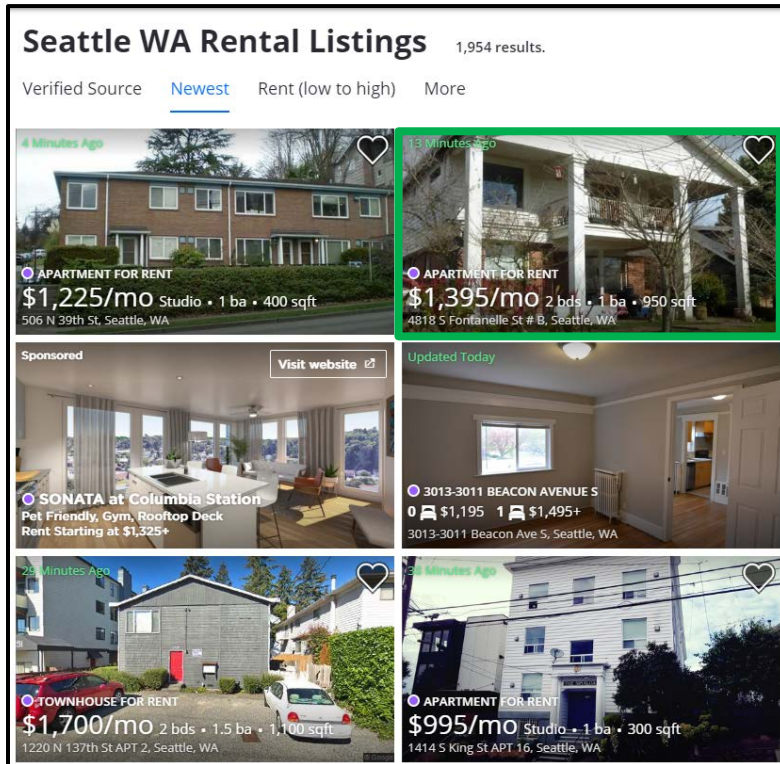 Seattle WA Rental Listings 1,954 results.
Verified Source Newest Rent (low to high) More
4 Minutes Ago
APARTMENT FOR RENT
$1,225/mo Studio • 1 ba • 400 sqft
506 N 39th St, Seattle, WA
13 Minutes Ago
APARTMENT FOR RENT
$1,395/mo 2 bds • 1 ba • 950 sqft
4818 S Fontanelle St # B, Seattle, WA
Sponsored
Visit website
SONATA at Columbia Station
Pet Friendly, Gym, Rooftop Deck
Rent Starting at $1,325+
Updated Today
3013-3011 BEACON AVENUE S
0 $1,195 1 $1,495+
3013-3011 Beacon Ave S, Seattle, WA
29 Minutes Ago
TOWNHOUSE FOR RENT
$1,700/mo 2 bds • 1.5 ba • 1,100 sqft
1220 N 137th St APT 2, Seattle, WA
Minutes Ago
APARTMENT FOR RENT
$995/mo Studio • 1 ba • 300 sqft
1414 S King St APT 16, Seattle, WA